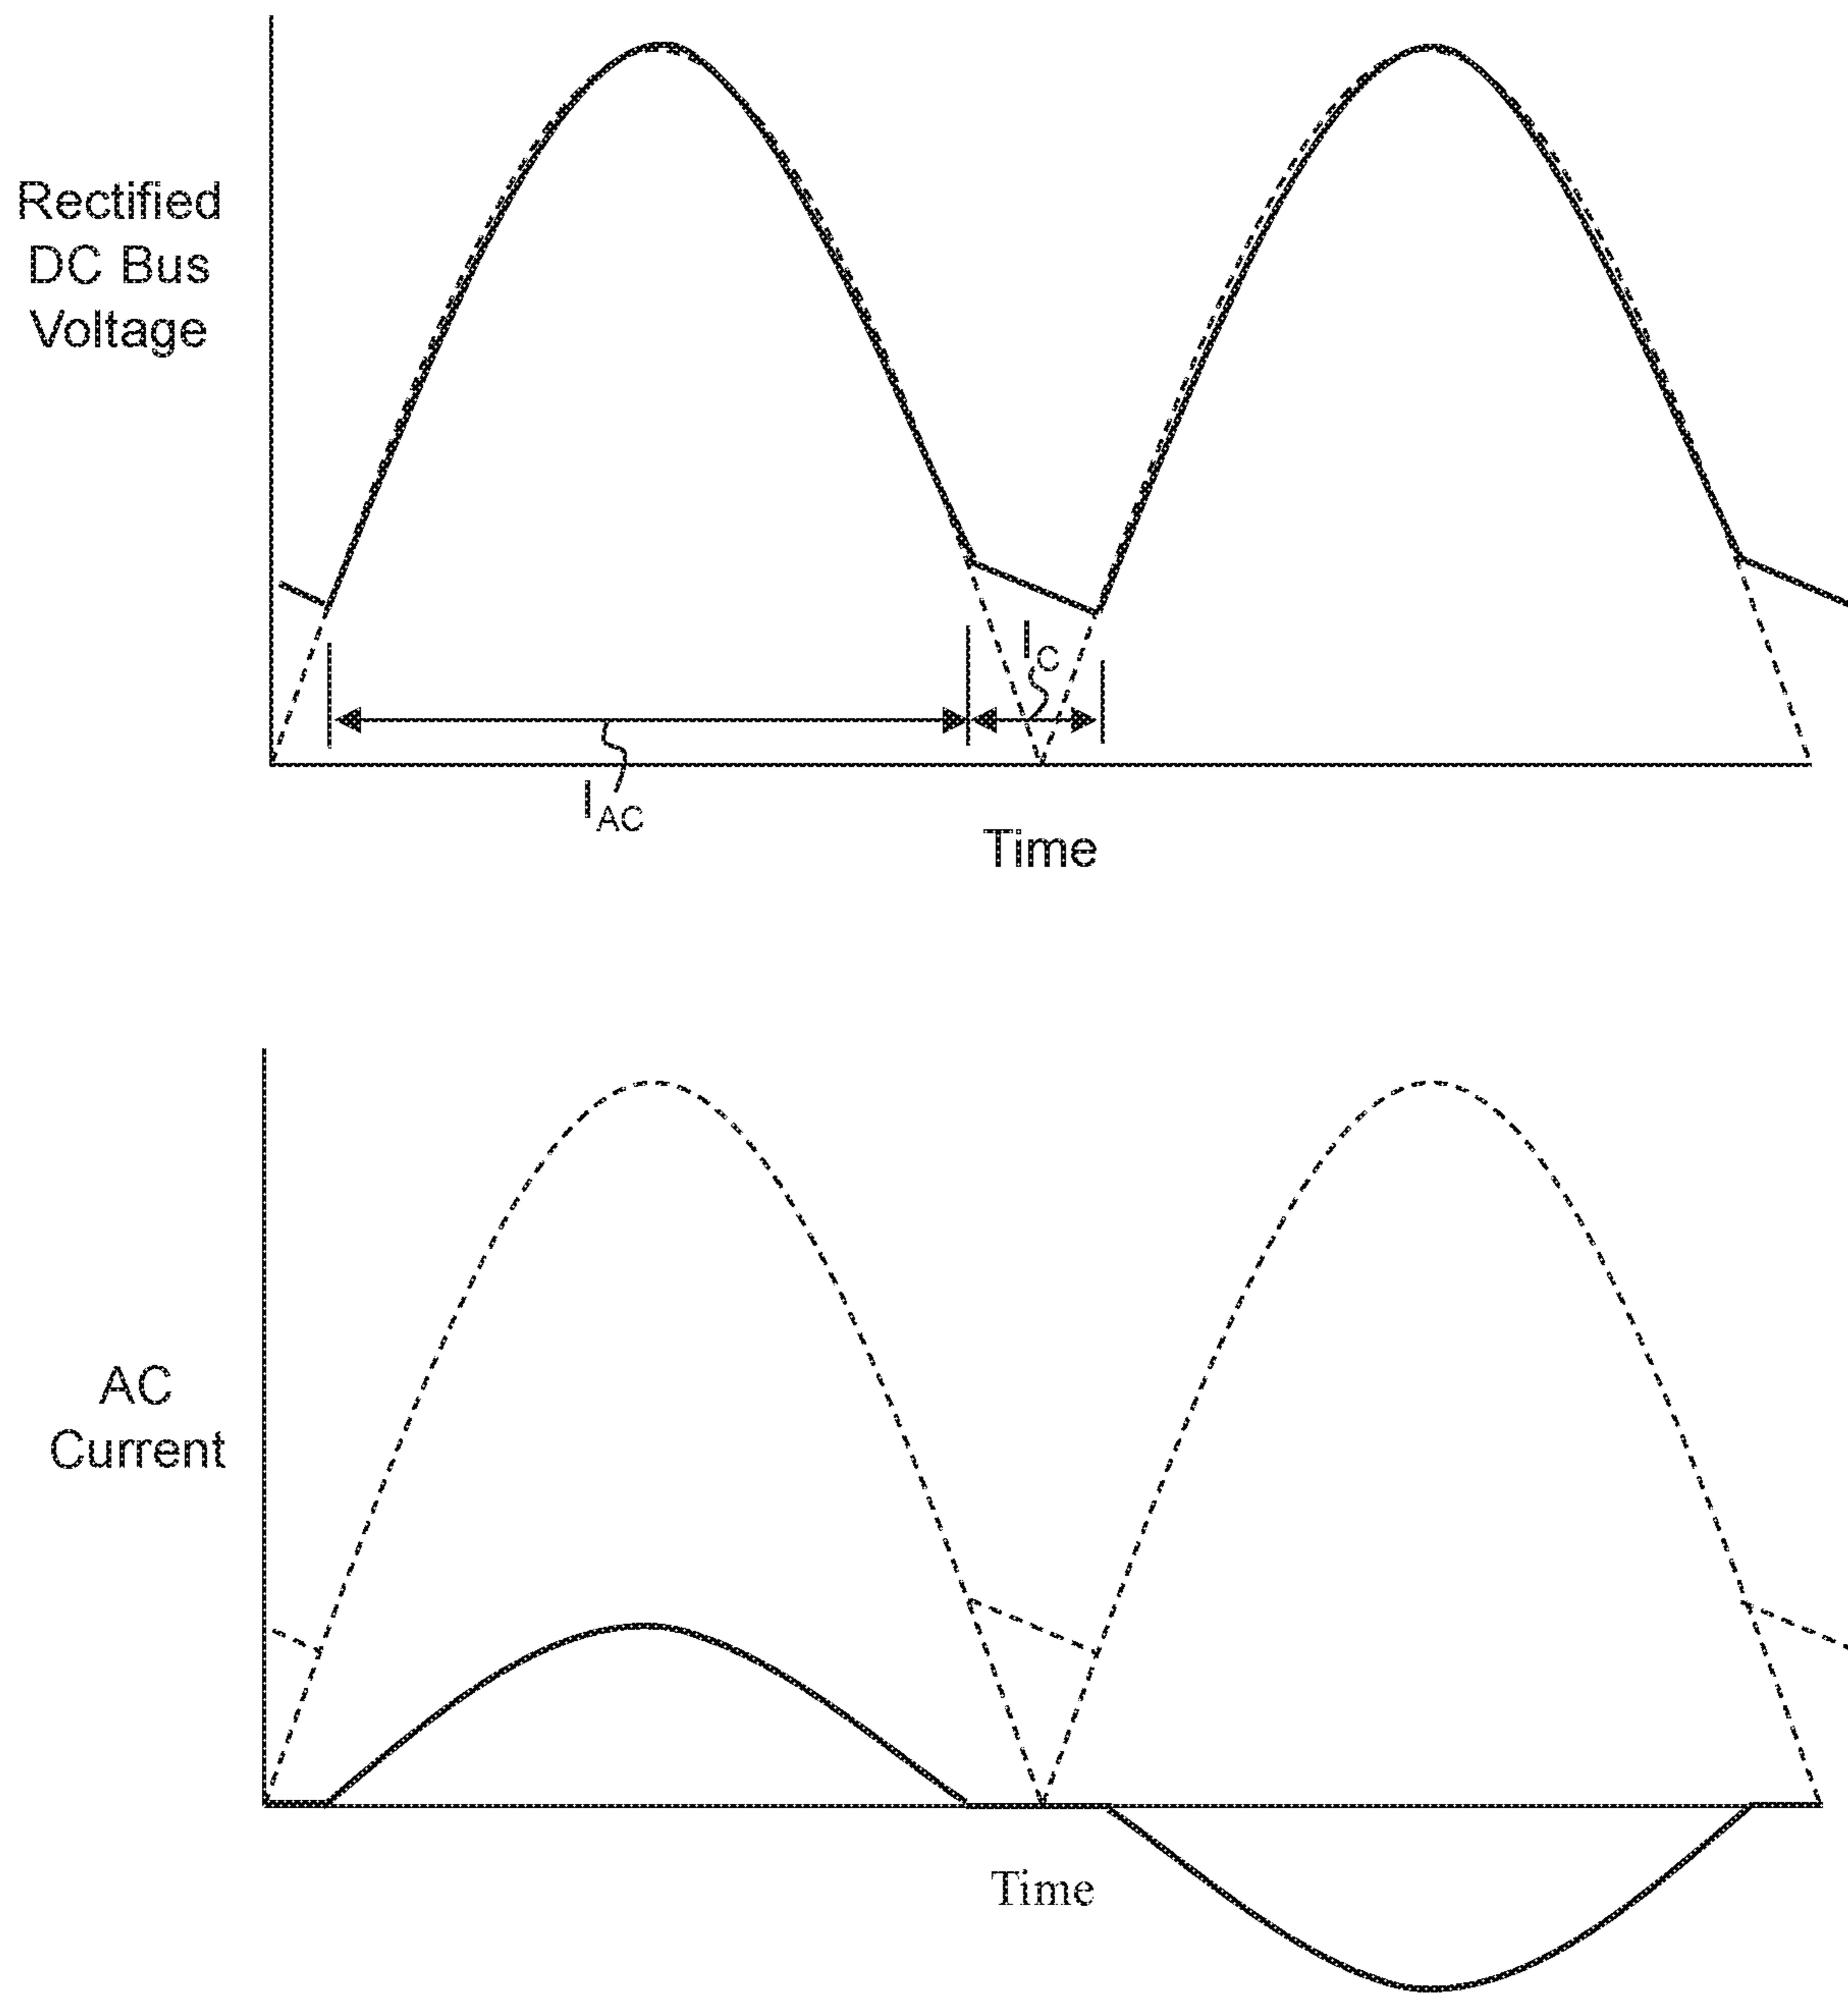 Rectified
DC Bus
Voltage
I_C
I_AC
Time
AC
Current
Time